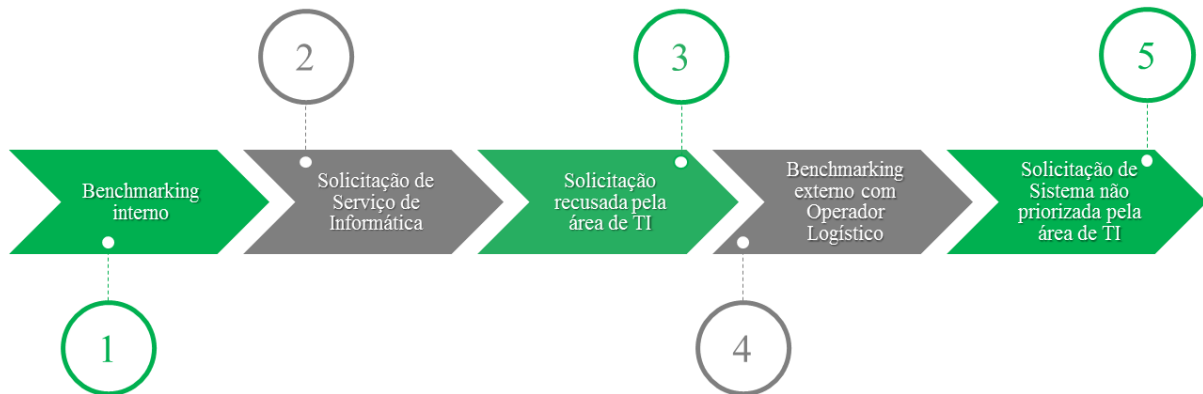 2
3
5
Benchmarking
interno
Solicitação de
Serviço de
Informática
Solicitação
recusada pela
área de TI
Benchmarking
externo com
Operador
Logístico
Solicitação de
Sistema não
priorizada pela
área de TI
1
4